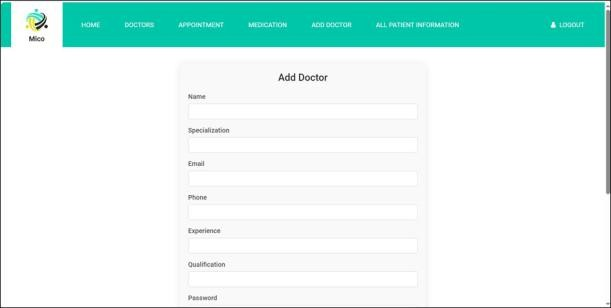 HOME DOCTORS APPOINTMENT MEDICATION ADD DOCTOR ALL PATIENT INFORMATION LOGOUT
Mico
Add Doctor
Name
Specialization
Email
Phone
Experience
Qualification
Password